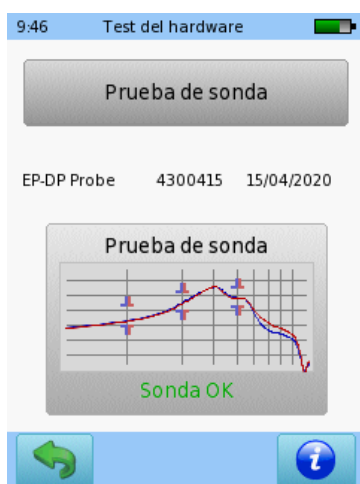 9:46 Test del hardware
Prueba de sonda
EP-DP Probe 4300415 15/04/2020
Prueba de sonda
Sonda OK
i